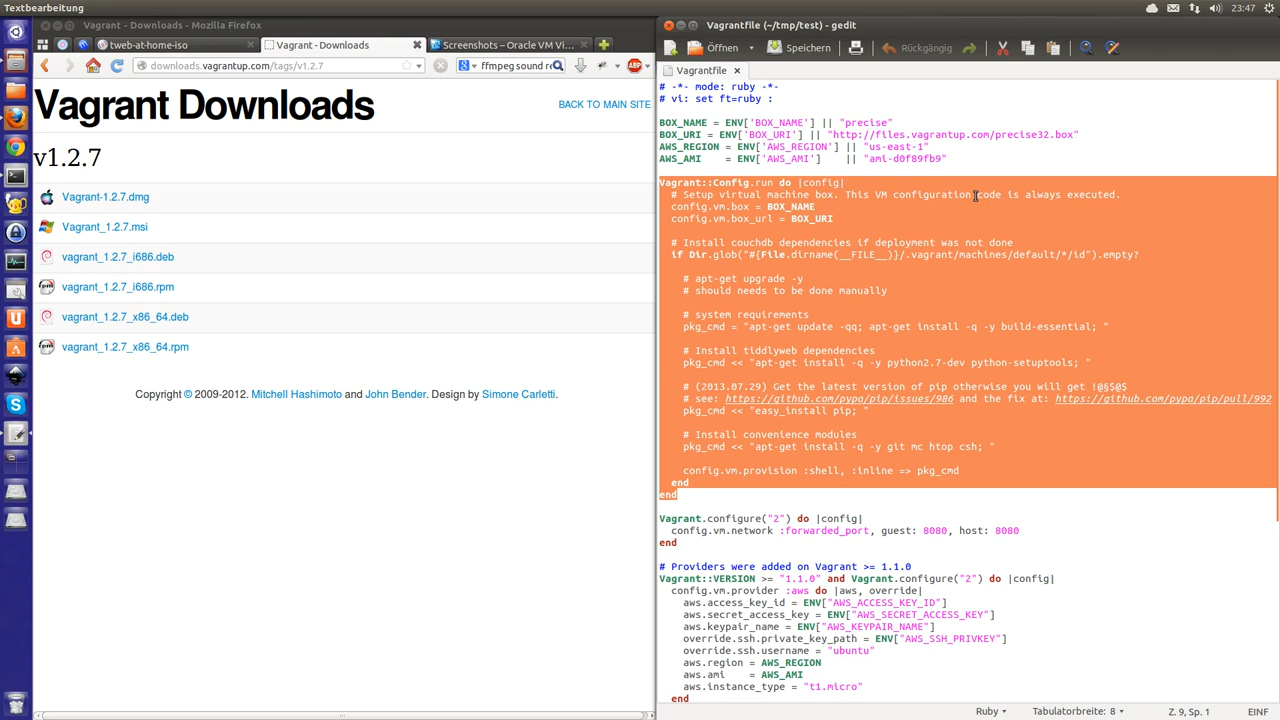 Textbearbeitung
23:47
Vagrant - Downloads - Mozilla Firefox
tweb-at-home-iso
Vagrant - Downloads
Screenshots – Oracle VM Vi...
downloads.vagrantup.com/tags/v1.2.7
ffmpeg sound re
ABP
Vagrant Downloads
BACK TO MAIN SITE
v1.2.7
Vagrant-1.2.7.dmg
Vagrant_1.2.7.msi
vagrant_1.2.7_i686.deb
vagrant_1.2.7_i686.rpm
vagrant_1.2.7_x86_64.deb
vagrant_1.2.7_x86_64.rpm
Copyright © 2009-2012. Mitchell Hashimoto and John Bender. Design by Simone Carletti.
Vagrantfile (~/tmp/test) - gedit
Öffnen Speichern Rückgängig
Vagrantfile
# -*- mode: ruby -*-
# vi: set ft=ruby :
BOX_NAME = ENV['BOX_NAME'] || "precise"
BOX_URI = ENV['BOX_URI'] || "http://files.vagrantup.com/precise32.box"
AWS_REGION = ENV['AWS_REGION'] || "us-east-1"
AWS_AMI    = ENV['AWS_AMI']    || "ami-d0f89fb9"
Vagrant::Config.run do |config|
# Setup virtual machine box. This VM configuration code is always executed.
config.vm.box = BOX_NAME
config.vm.box_url = BOX_URI
# Install couchdb dependencies if deployment was not done
if Dir.glob("#{File.dirname(__FILE__)}/.vagrant/machines/default/*/id").empty?
# apt-get upgrade -y
# should needs to be done manually
# system requirements
pkg_cmd = "apt-get update -qq; apt-get install -q -y build-essential; "
# Install tiddlyweb dependencies
pkg_cmd << "apt-get install -q -y python2.7-dev python-setuptools; "
# (2013.07.29) Get the latest version of pip otherwise you will get !@§$@$
# see: https://github.com/pypa/pip/issues/986 and the fix at: https://github.com/pypa/pip/pull/992
pkg_cmd << "easy_install pip; "
# Install convenience modules
pkg_cmd << "apt-get install -q -y git mc htop csh; "
config.vm.provision :shell, :inline => pkg_cmd
end
end
Vagrant.configure("2") do |config|
config.vm.network :forwarded_port, guest: 8080, host: 8080
end
# Providers were added on Vagrant >= 1.1.0
Vagrant::VERSION >= "1.1.0" and Vagrant.configure("2") do |config|
config.vm.provider :aws do |aws, override|
aws.access_key_id = ENV["AWS_ACCESS_KEY_ID"]
aws.secret_access_key = ENV["AWS_SECRET_ACCESS_KEY"]
aws.keypair_name = ENV["AWS_KEYPAIR_NAME"]
override.ssh.private_key_path = ENV["AWS_SSH_PRIVKEY"]
override.ssh.username = "ubuntu"
aws.region = AWS_REGION
aws.ami    = AWS_AMI
aws.instance_type = "t1.micro"
end
Ruby Tabulatorbreite: 8 Z. 9, Sp. 1 EINF